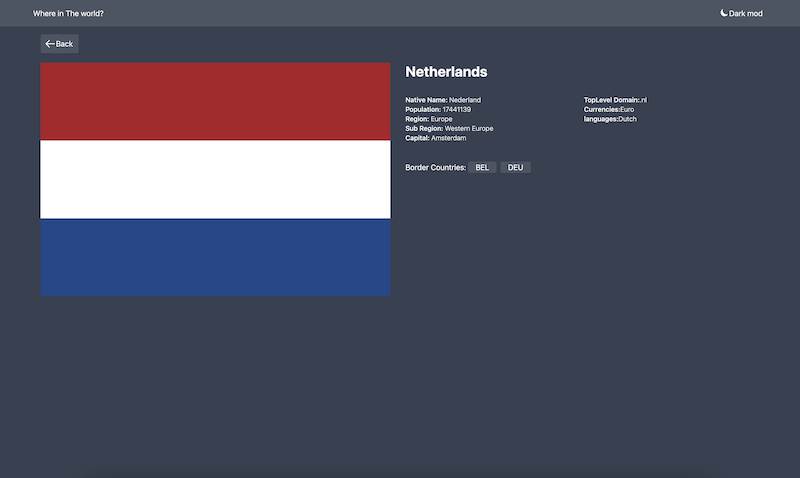 Where in The world?
Dark mod
Back
Netherlands
Native Name: Nederland
Population: 17441139
Region: Europe
Sub Region: Western Europe
Capital: Amsterdam
TopLevel Domain:.nl
Currencies:Euro
languages:Dutch
Border Countries: BEL DEU